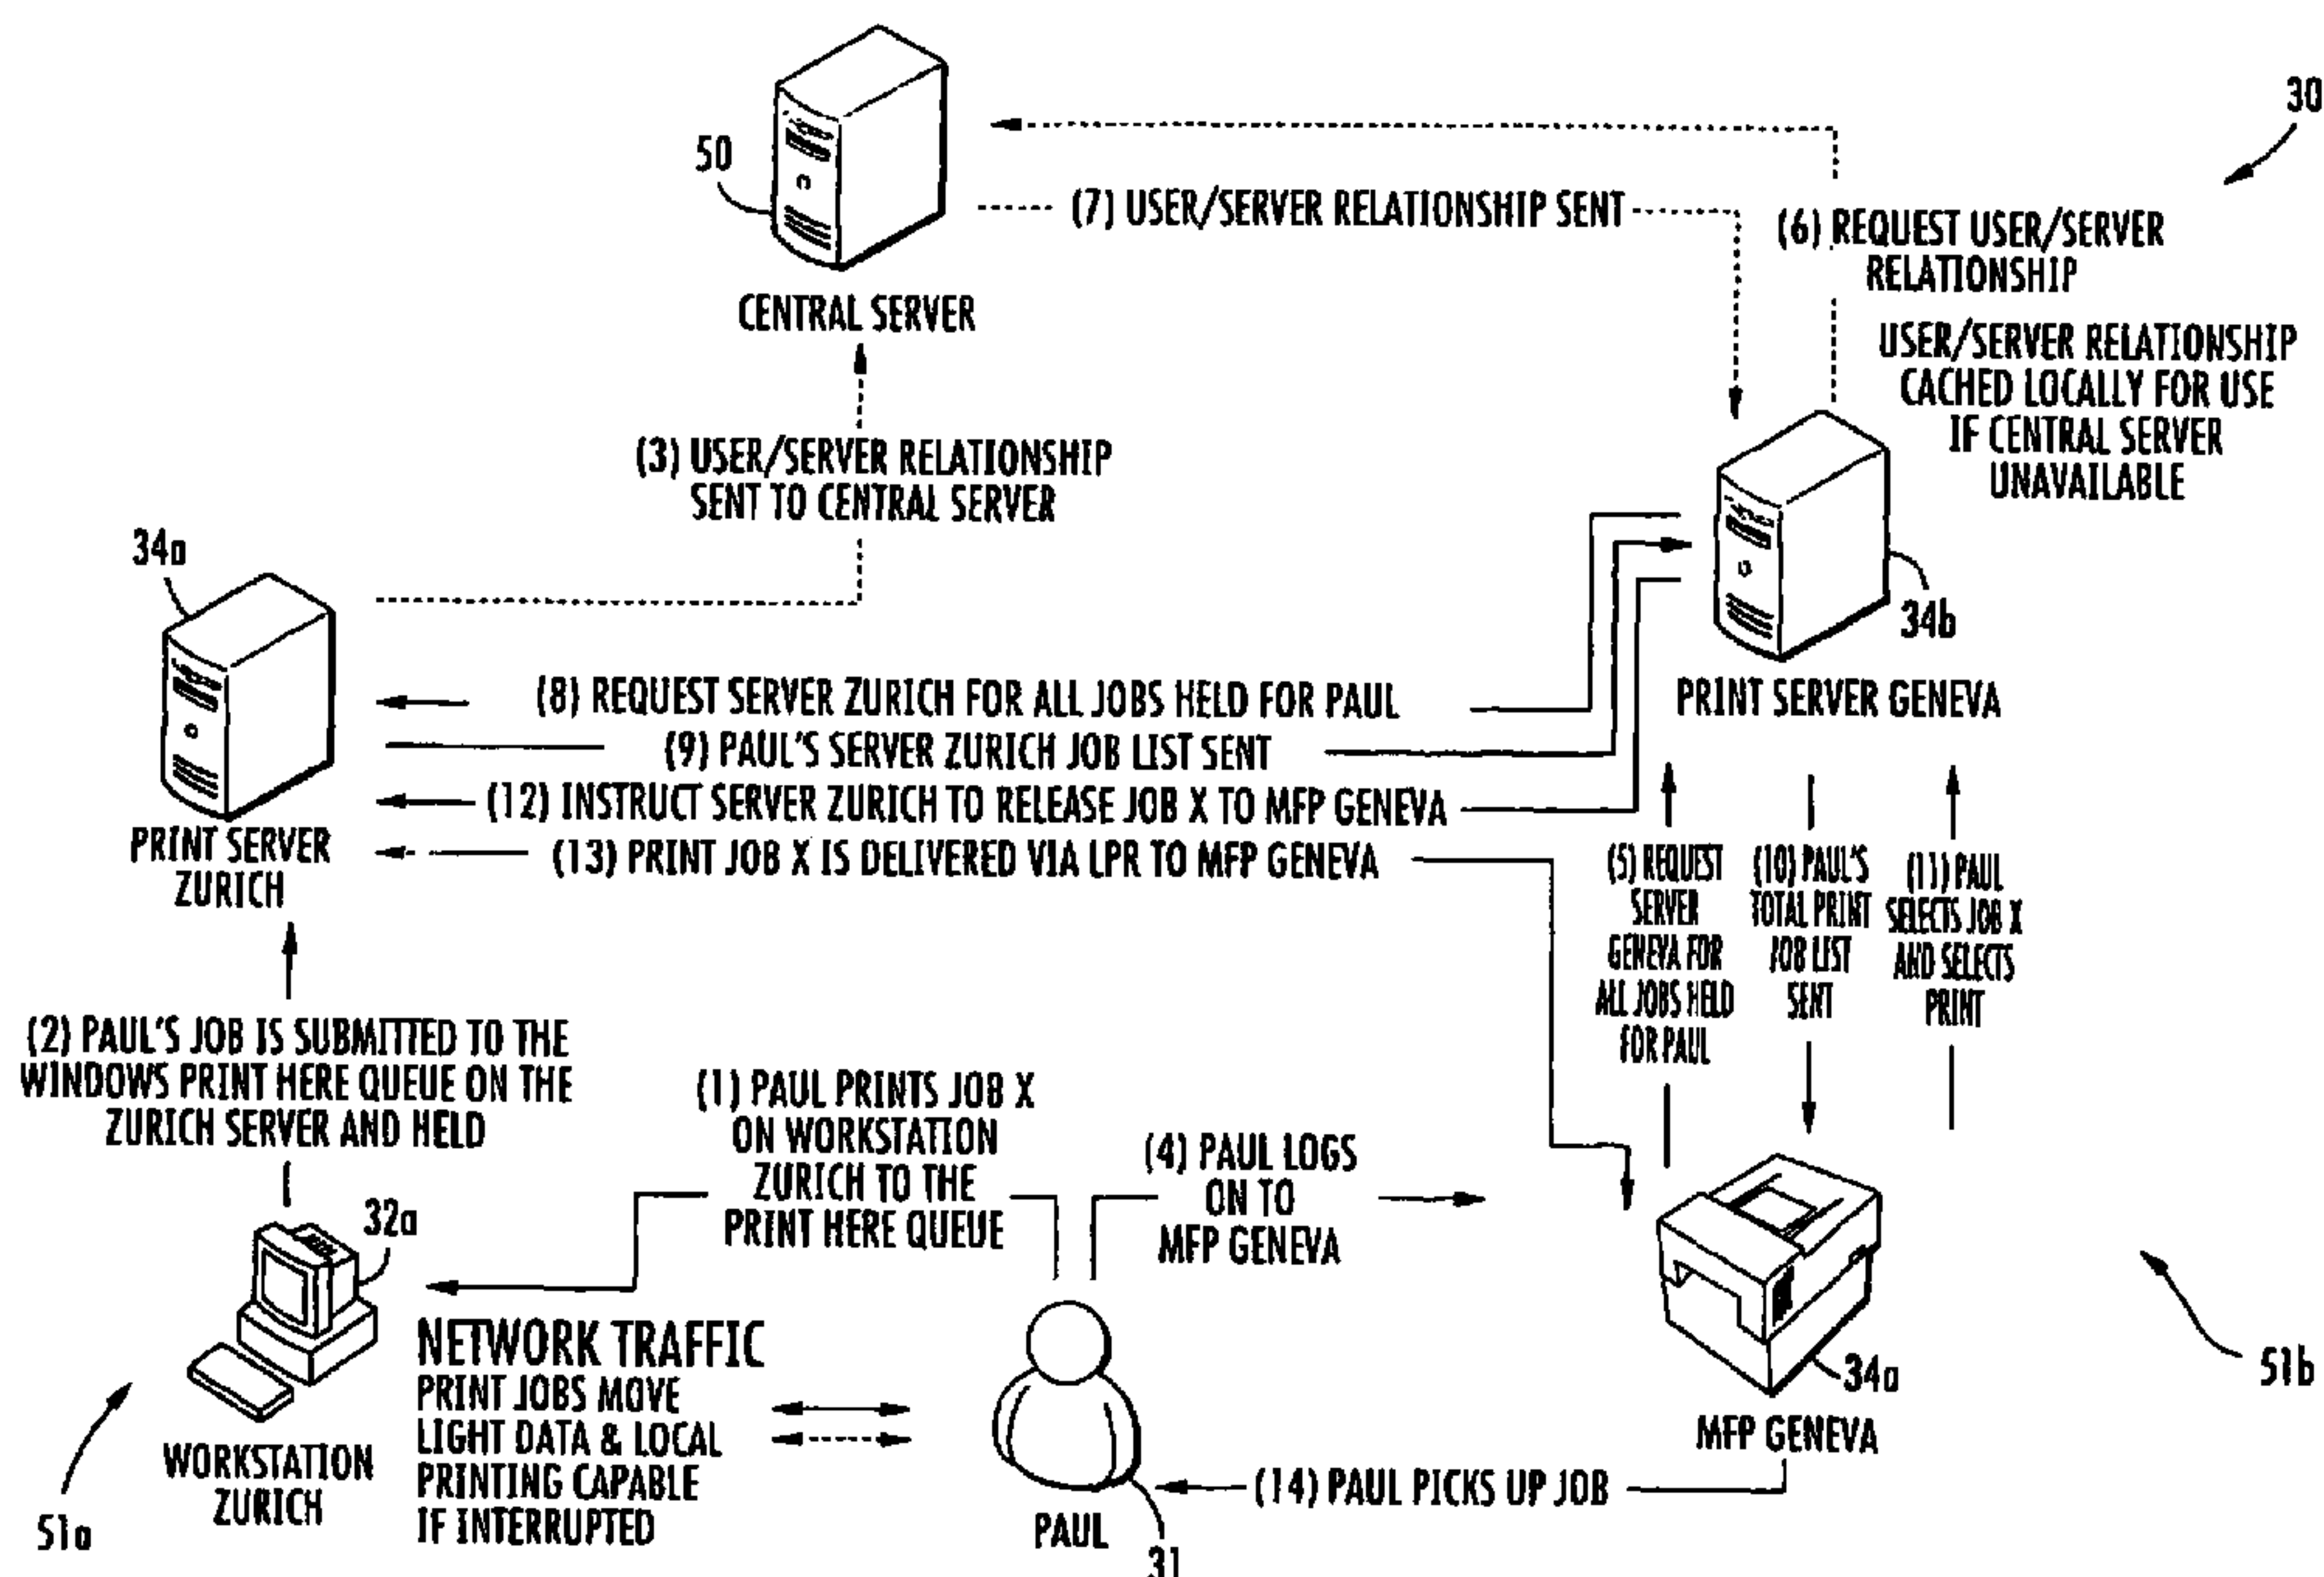 30
50
(7) USER/SERVER RELATIONSHIP SENT
(6) REQUEST USER/SERVER
RELATIONSHIP
CENTRAL SERVER
USER/SERVER RELATIONSHIP
CACHED LOCALLY FOR USE
IF CENTRAL SERVER
UNAVAILABLE
(3) USER/SERVER RELATIONSHIP
SENT TO CENTRAL SERVER
34a
34b
PRINT SERVER GENEVA
(8) REQUEST SERVER ZURICH FOR ALL JOBS HELD FOR PAUL
(9) PAUL'S SERVER ZURICH JOB LIST SENT
(12) INSTRUCT SERVER ZURICH TO RELEASE JOB X TO MFP GENEVA
(13) PRINT JOB X IS DELIVERED VIA LPR TO MFP GENEVA
PRINT SERVER
ZURICH
(5) REQUEST
SERVER
GENEVA FOR
ALL JOBS HELD
FOR PAUL
(10) PAUL'S
TOTAL PRINT
JOB LIST
SENT
(11) PAUL
SELECTS JOB X
AND SELECTS
PRINT
(2) PAUL'S JOB IS SUBMITTED TO THE
WINDOWS PRINT HERE QUEUE ON THE
ZURICH SERVER AND HELD
(1) PAUL PRINTS JOB X
ON WORKSTATION
ZURICH TO THE
PRINT HERE QUEUE
(4) PAUL LOGS
ON TO
MFP GENEVA
32a
NETWORK TRAFFIC
PRINT JOBS MOVE
LIGHT DATA & LOCAL
PRINTING CAPABLE
IF INTERRUPTED
WORKSTATION
ZURICH
51a
34a
MFP GENEVA
51b
(14) PAUL PICKS UP JOB
PAUL
31